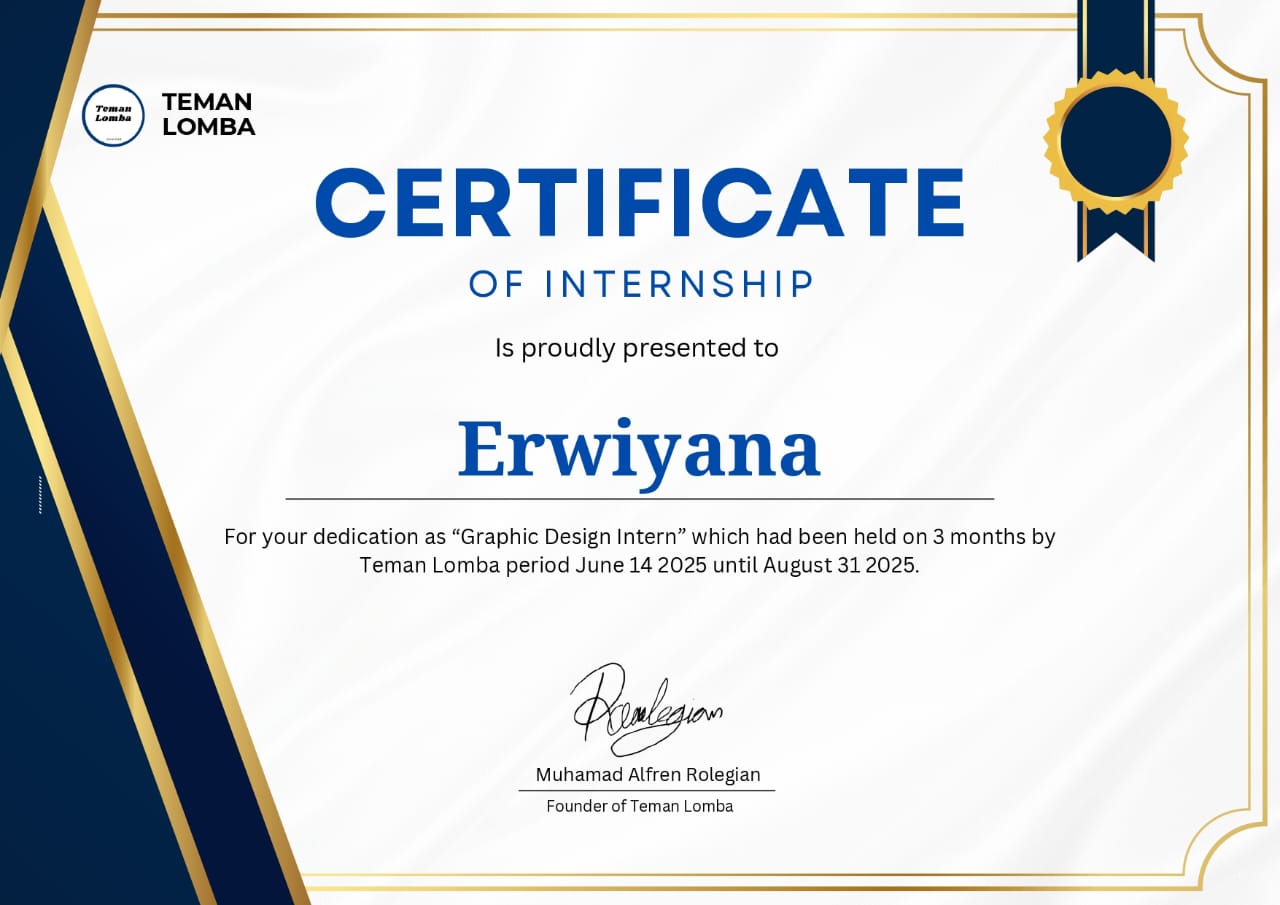 Teman
Lomba
TEMAN
LOMBA
CERTIFICATE
OF INTERNSHIP
Is proudly presented to
Erwiyana
For your dedication as “Graphic Design Intern” which had been held on 3 months by
Teman Lomba period June 14 2025 until August 31 2025.
Muhamad Alfren Rolegian
Founder of Teman Lomba